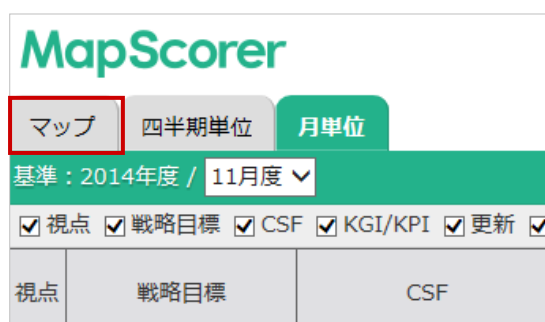 MapScorer
マップ 四半期単位 月単位
基準：2014年度 / 11月度
視点 戦略目標 CSF KGI/KPI 更新
視点 戦略目標 CSF